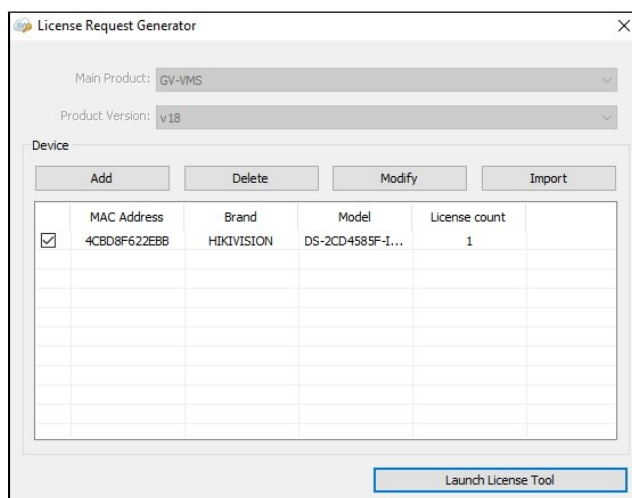 License Request Generator
Main Product: GV-VMS
Product Version: v18
Device
Add Delete Modify Import
MAC Address Brand Model License count
4CBD8F622EBB HIKIVISION DS-2CD4585F-I... 1
Launch License Tool